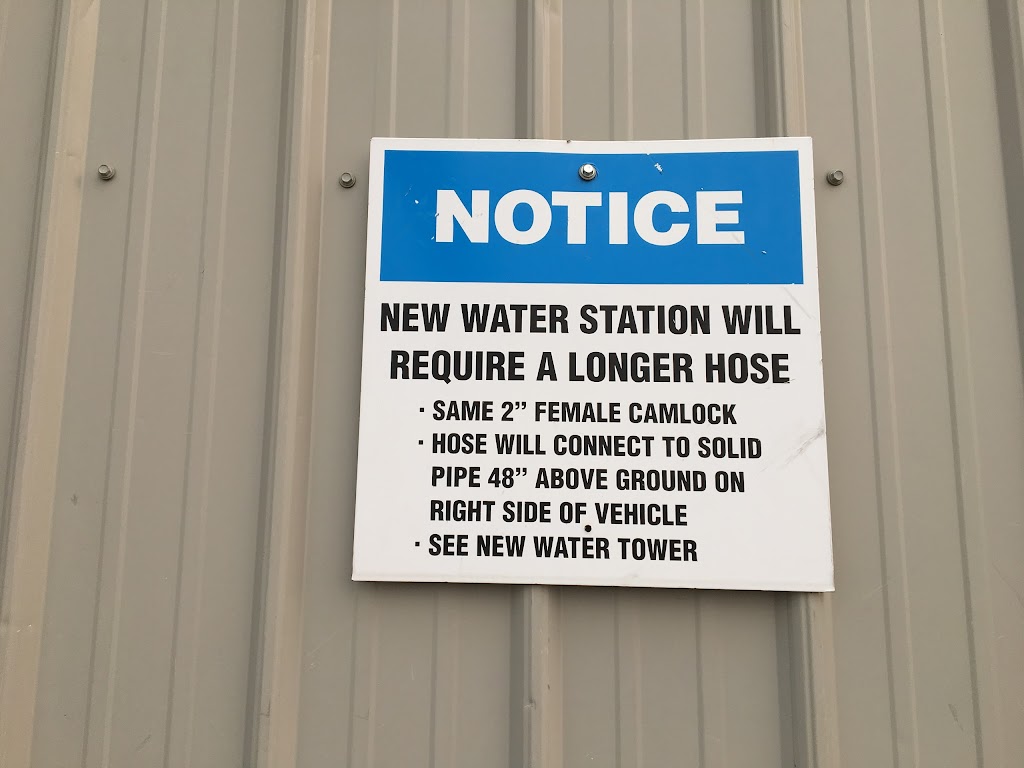 NOTICE
NEW WATER STATION WILL
REQUIRE A LONGER HOSE
· SAME 2” FEMALE CAMLOCK
· HOSE WILL CONNECT TO SOLID
PIPE 48” ABOVE GROUND ON
RIGHT SIDE OF VEHICLE
· SEE NEW WATER TOWER